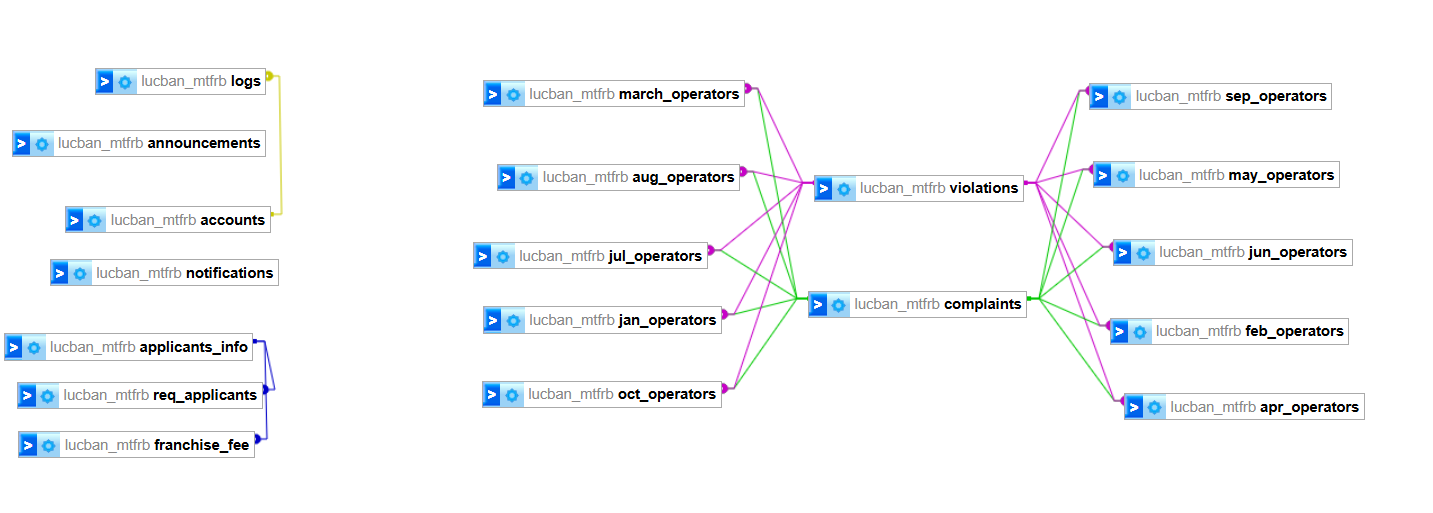 lucban_mtfrb logs
lucban_mtfrb announcements
lucban_mtfrb accounts
lucban_mtfrb notifications
lucban_mtfrb applicants_info
lucban_mtfrb req_applicants
lucban_mtfrb franchise_fee
lucban_mtfrb march_operators
lucban_mtfrb aug_operators
lucban_mtfrb jul_operators
lucban_mtfrb jan_operators
lucban_mtfrb oct_operators
lucban_mtfrb violations
lucban_mtfrb complaints
lucban_mtfrb sep_operators
lucban_mtfrb may_operators
lucban_mtfrb jun_operators
lucban_mtfrb feb_operators
lucban_mtfrb apr_operators